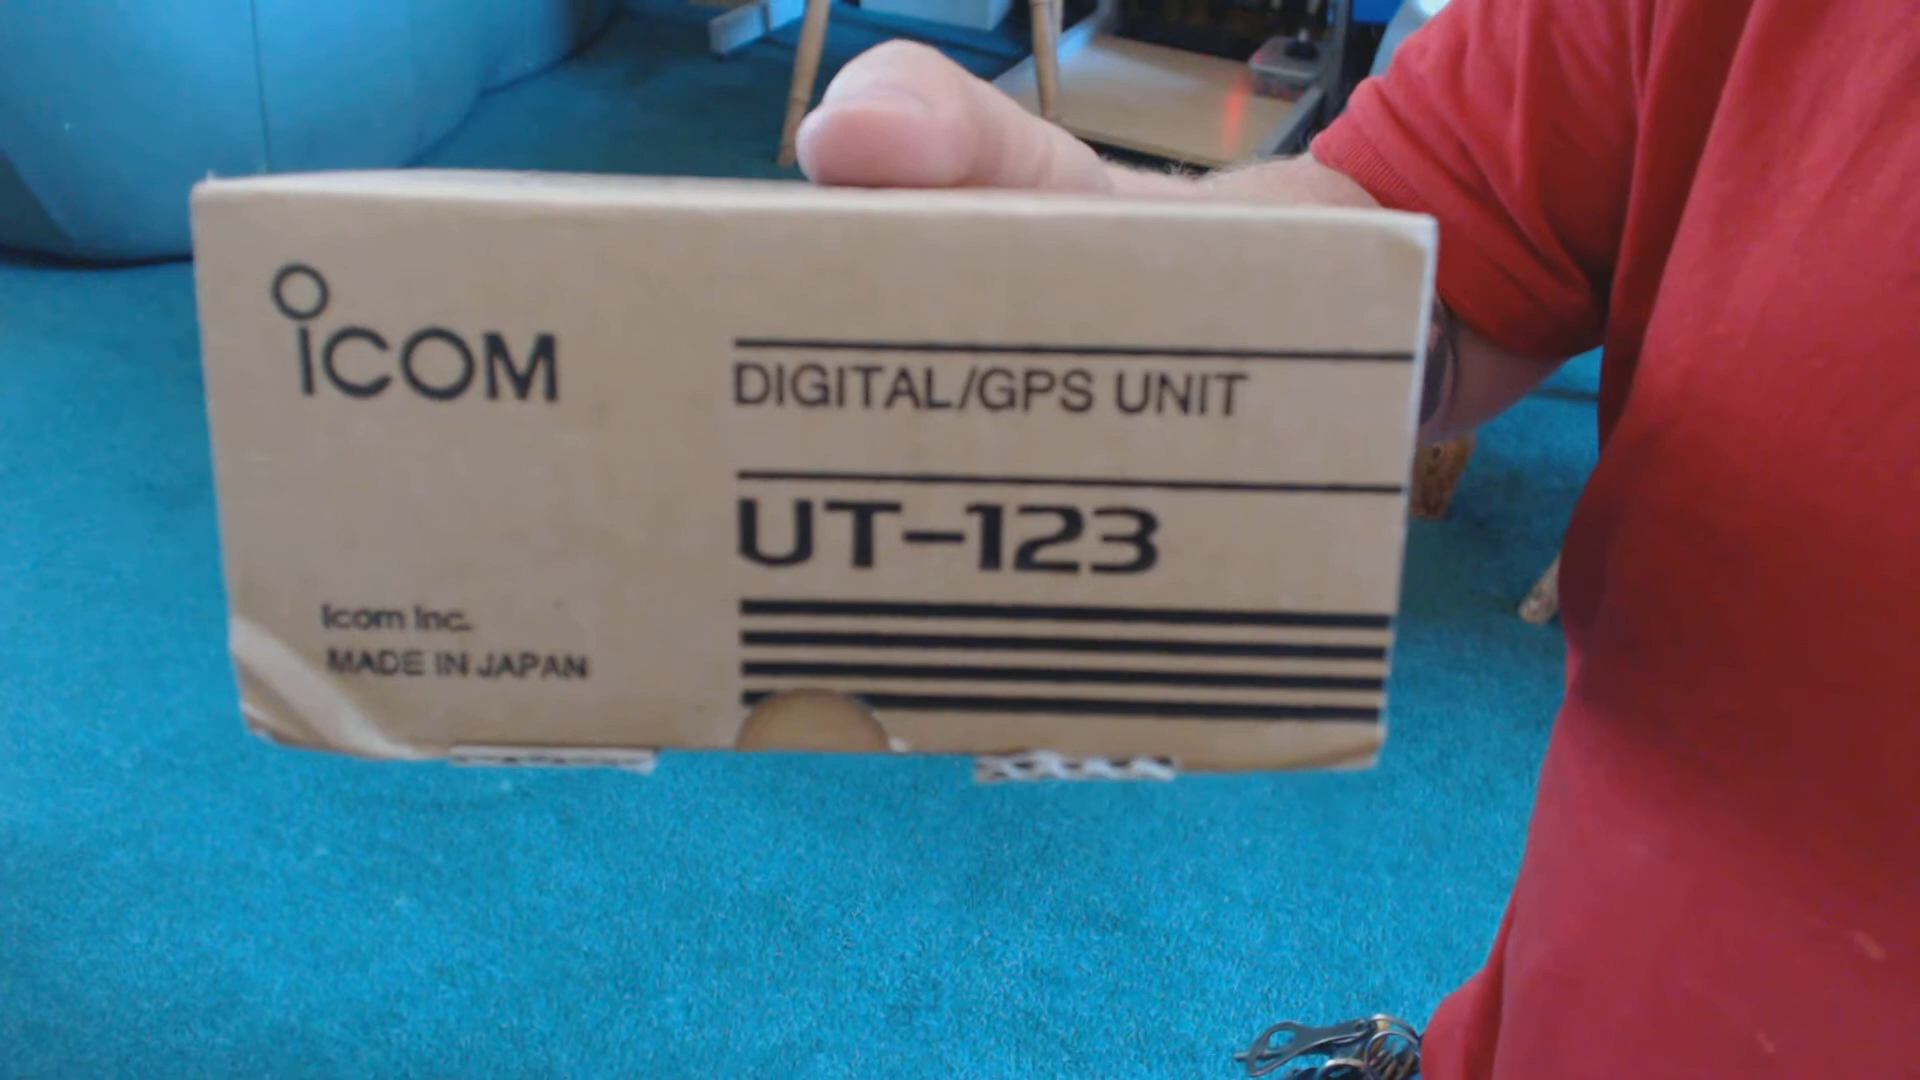 ICOM
DIGITAL/GPS UNIT
UT-123
Icom Inc.
MADE IN JAPAN